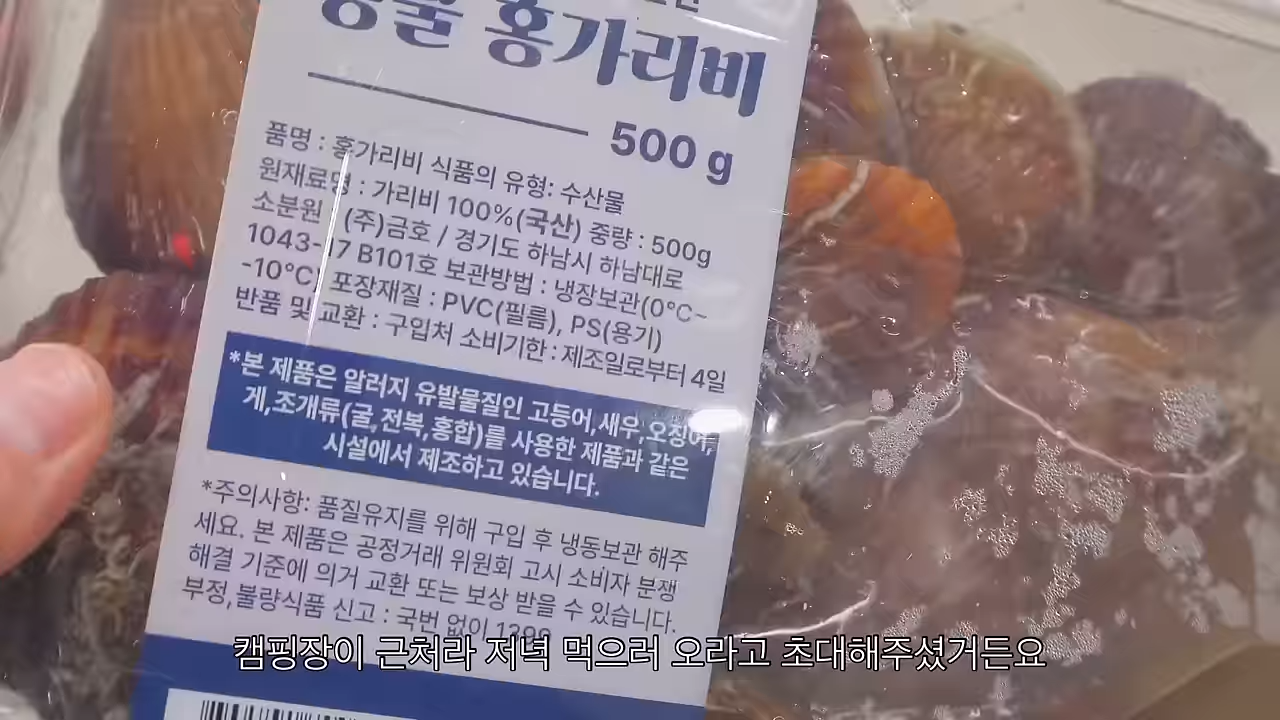 홍가리비
500 g
품명 : 홍가리비 식품의 유형: 수산물
원재료명 : 가리비 100%(국산) 중량 : 500g
소분원 (주)금호 / 경기도 하남시 하남대로
1043-17 B101호 보관방법 : 냉장보관(0°C~
-10°C) 포장재질 : PVC(필름), PS(용기)
반품 및 교환 : 구입처 소비기한 : 제조일로부터 4일
*본 제품은 알러지 유발물질인 고등어,새우,오징어,
게,조개류(굴,전복,홍합)를 사용한 제품과 같은
시설에서 제조하고 있습니다.
*주의사항: 품질유지를 위해 구입 후 냉동보관 해주
세요. 본 제품은 공정거래 위원회 고시 소비자 분쟁
해결 기준에 의거 교환 또는 보상 받을 수 있습니다.
부정,불량식품 신고 : 국번 없이 1399
캠핑장이 근처라 저녁 먹으러 오라고 초대해주셨거든요